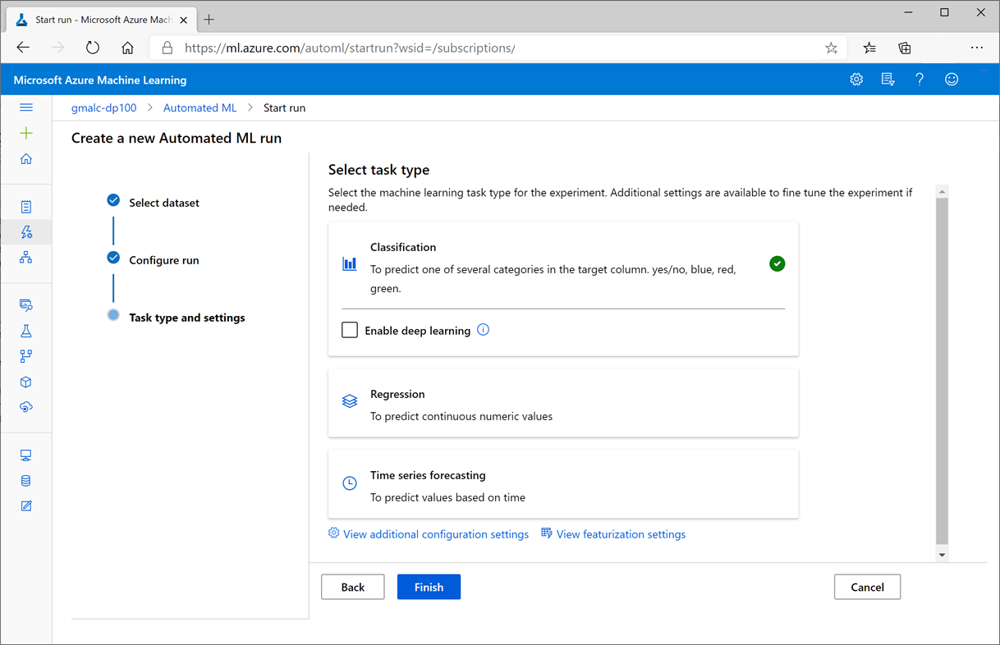 Start run - Microsoft Azure Mach
https://ml.azure.com/automl/startrun?wsid=/subscriptions/
Microsoft Azure Machine Learning
gmalc-dp100 > Automated ML > Start run
Create a new Automated ML run
Select dataset
Configure run
Task type and settings
Select task type
Select the machine learning task type for the experiment. Additional settings are available to fine tune the experiment if
needed.
Classification
To predict one of several categories in the target column. yes/no, blue, red,
green.
Enable deep learning
Regression
To predict continuous numeric values
Time series forecasting
To predict values based on time
View additional configuration settings View featurization settings
Back Finish Cancel